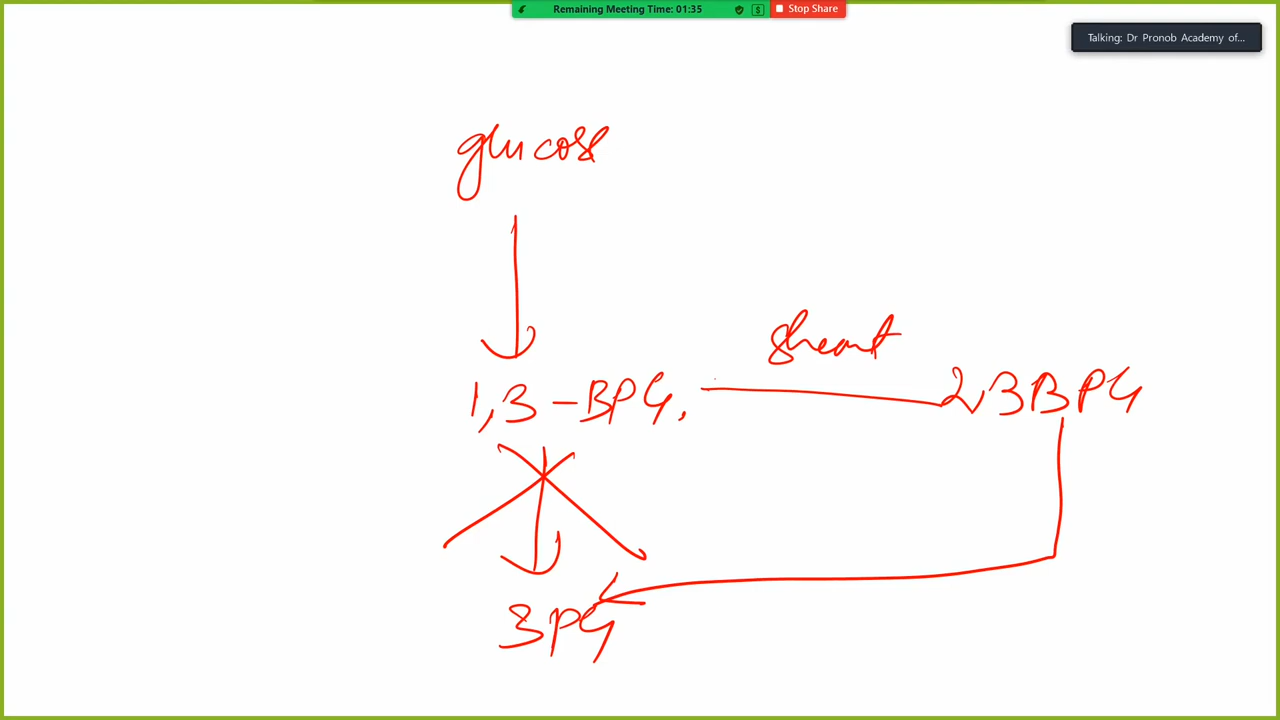 Remaining Meeting Time: 01:35
Stop Share
Talking: Dr Pronob Academy of...
glucose
shunt
1,3-BPG,
2,3BPG
3PG